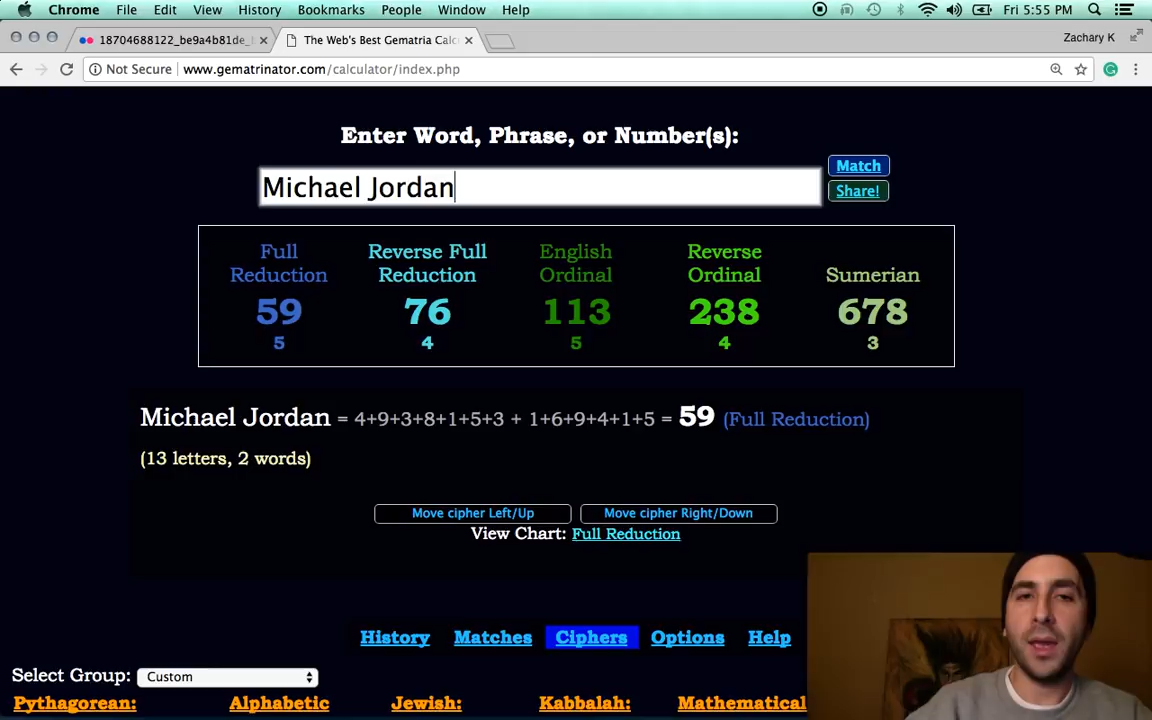 Chrome File Edit View History Bookmarks People Window Help Fri 5:55 PM
18704688122_be9a4b81de_ The Web's Best Gematria Calc Zachary K
Not Secure www.gematrinator.com/calculator/index.php
Enter Word, Phrase, or Number(s):
Match
Michael Jordan
Share!
Full Reverse Full English Reverse
Reduction Reduction Ordinal Ordinal Sumerian
59 76 113 238 678
5 4 5 4 3
Michael Jordan = 4+9+3+8+1+5+3 + 1+6+9+4+1+5 = 59 (Full Reduction)
(13 letters, 2 words)
Move cipher Left/Up Move cipher Right/Down
View Chart: Full Reduction
History Matches Ciphers Options Help
Select Group: Custom
Pythagorean: Alphabetic Jewish: Kabbalah: Mathematical